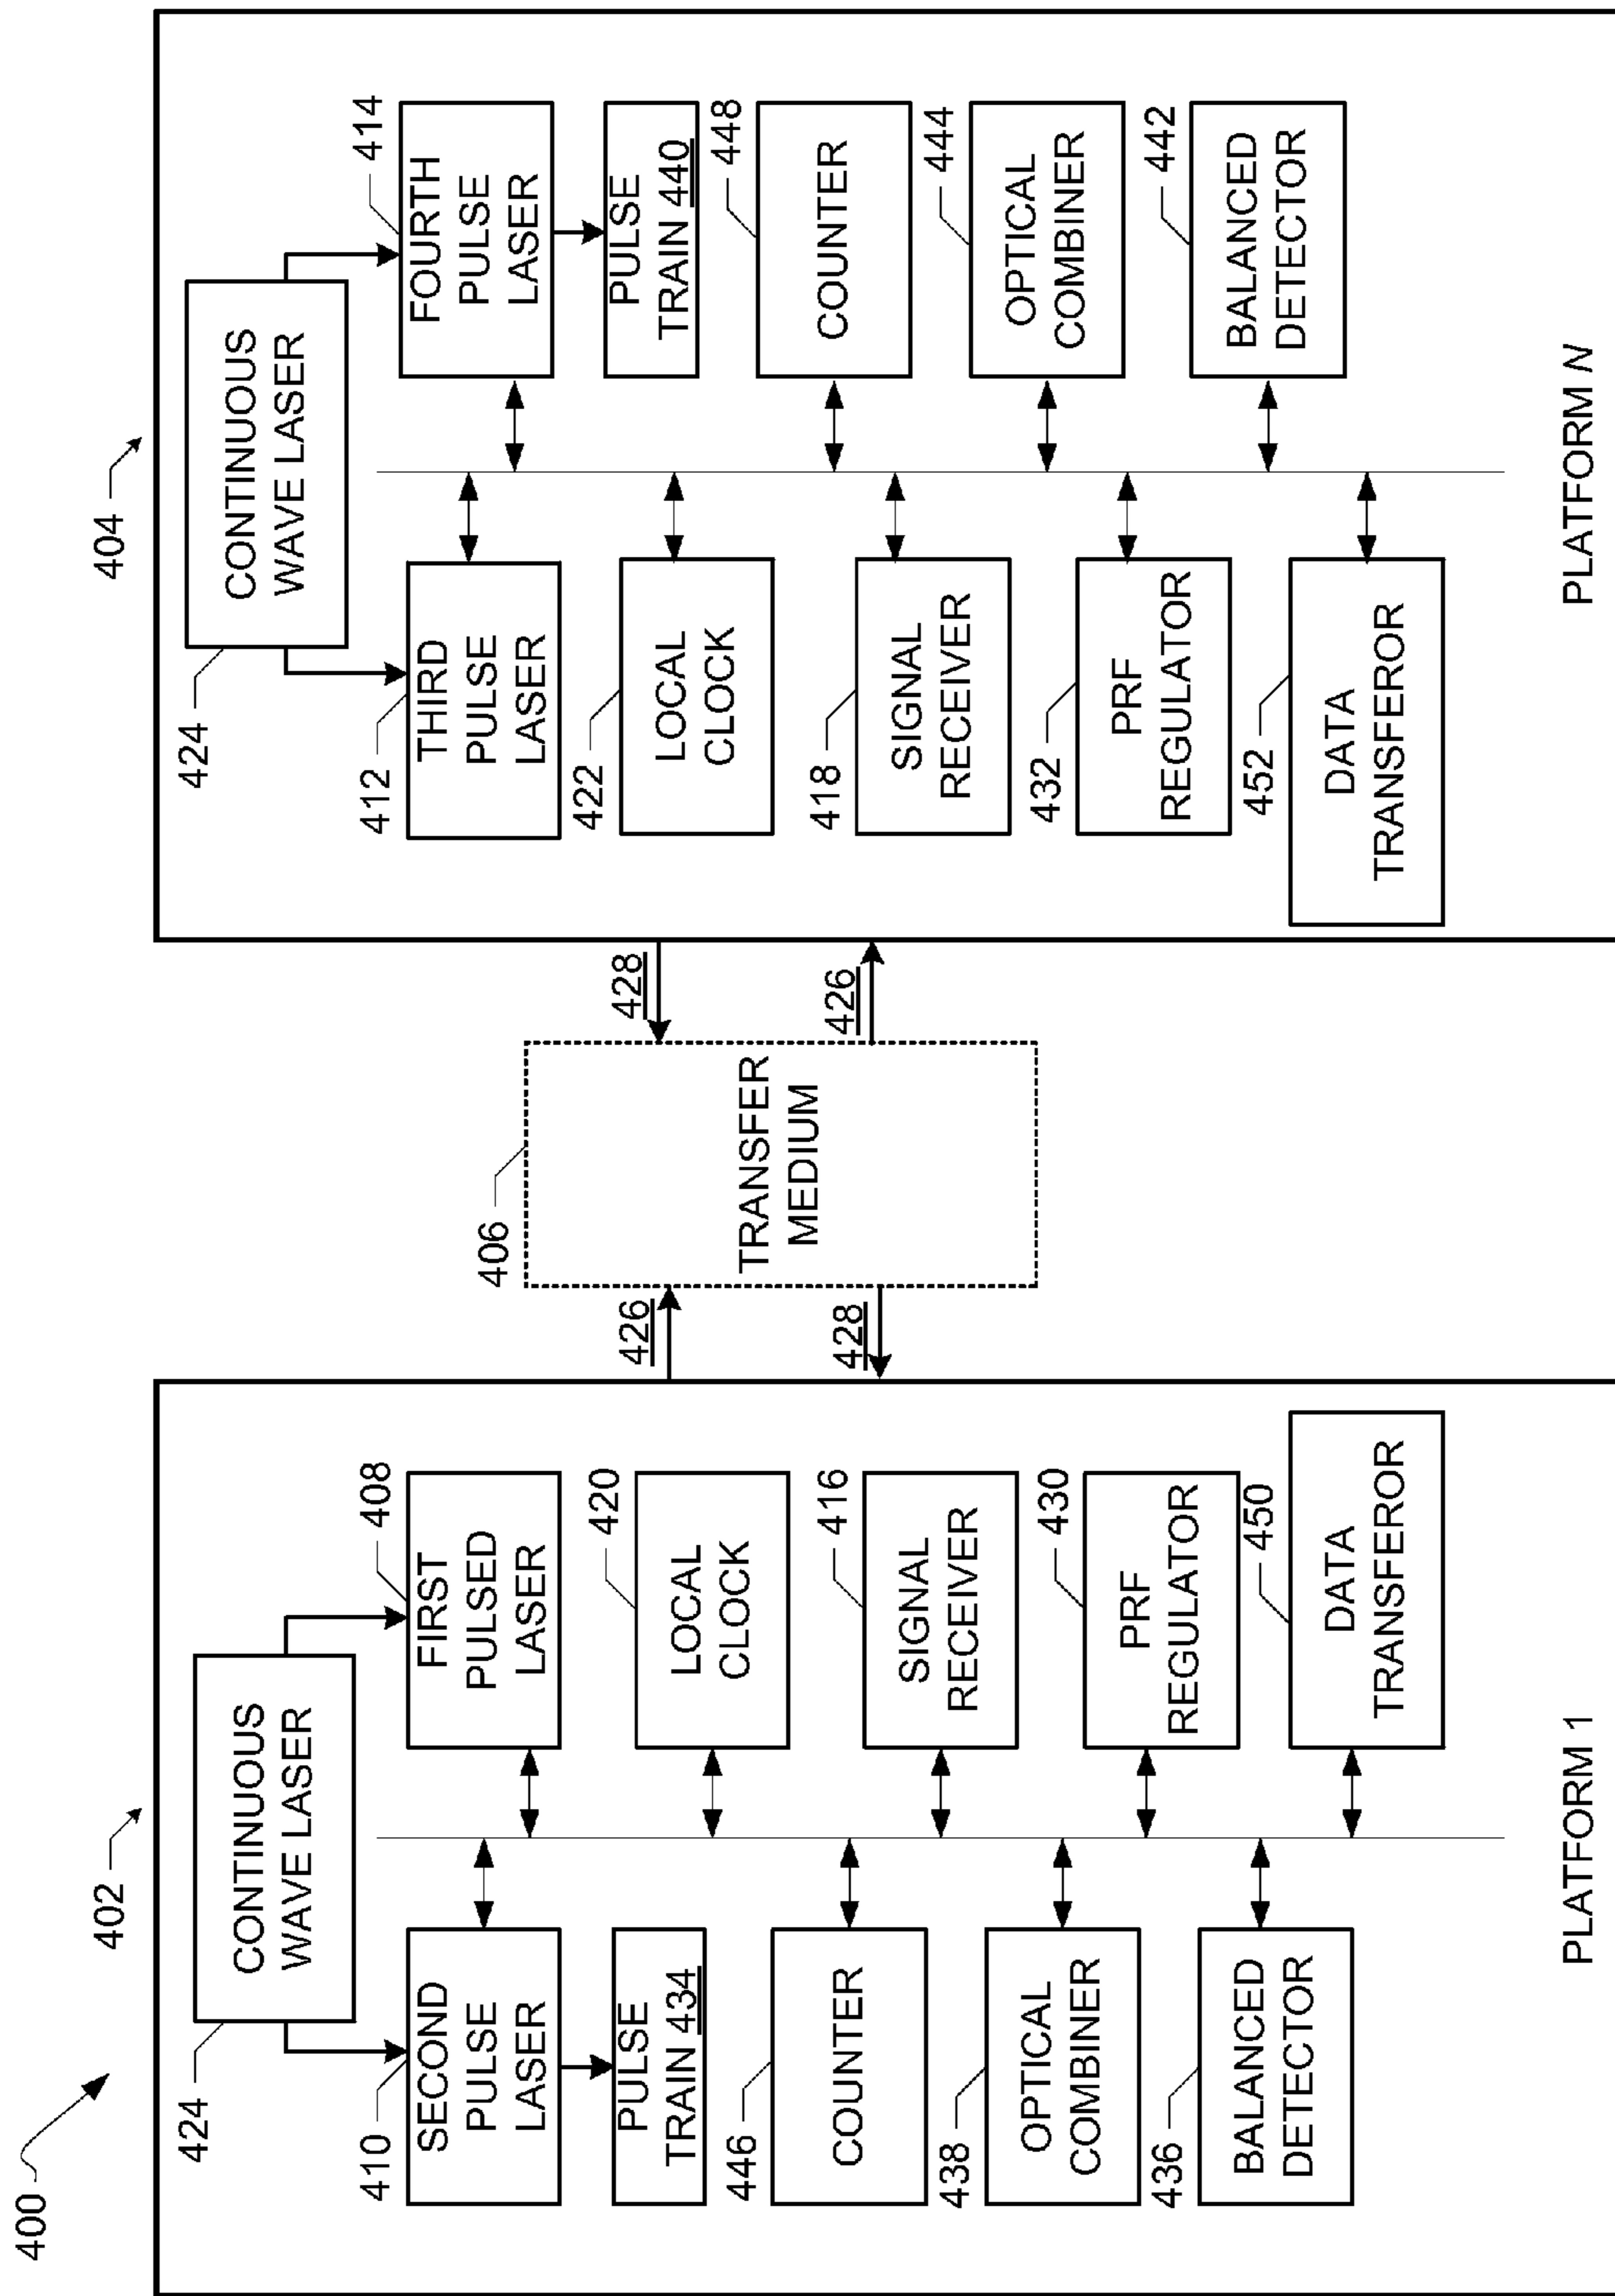 400
402
424
CONTINUOUS
WAVE LASER
410
SECOND
PULSE
LASER
408
FIRST
PULSED
LASER
PULSE
TRAIN 434
420
LOCAL
CLOCK
446
COUNTER
416
SIGNAL
RECEIVER
438
OPTICAL
COMBINER
430
PRF
REGULATOR
436
BALANCED
DETECTOR
450
DATA
TRANSFEROR
PLATFORM 1
426
428
406
TRANSFER
MEDIUM
428
426
404
424
CONTINUOUS
WAVE LASER
412
THIRD
PULSE
LASER
414
FOURTH
PULSE
LASER
PULSE
TRAIN 440
422
LOCAL
CLOCK
448
COUNTER
418
SIGNAL
RECEIVER
444
OPTICAL
COMBINER
432
PRF
REGULATOR
442
BALANCED
DETECTOR
452
DATA
TRANSFEROR
PLATFORM N